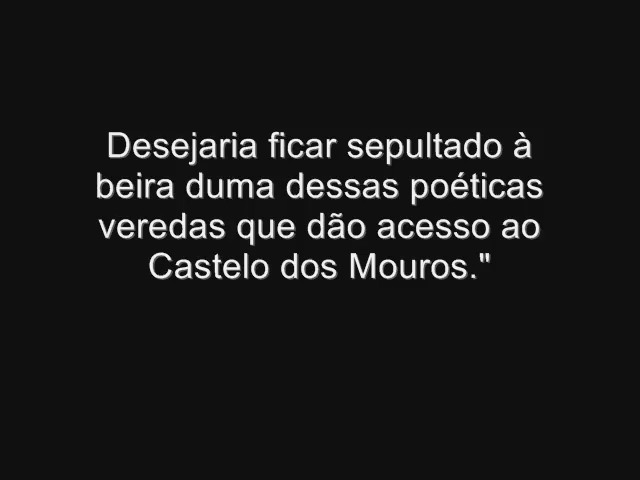 Desejaria ficar sepultado à
beira duma dessas poéticas
veredas que dão acesso ao
Castelo dos Mouros."